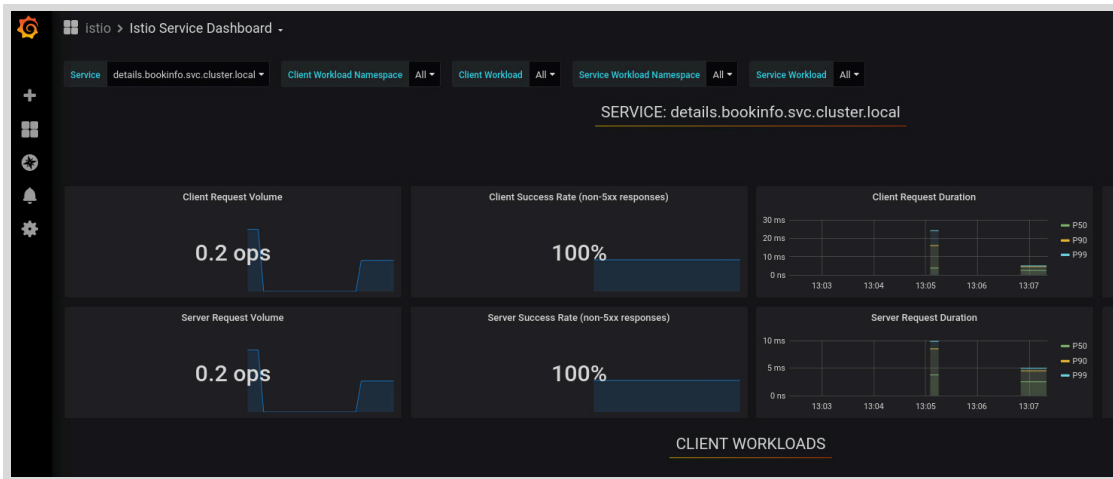 istio > Istio Service Dashboard
Service details.bookinfo.svc.cluster.local Client Workload Namespace All Client Workload All Service Workload Namespace All Service Workload All
SERVICE: details.bookinfo.svc.cluster.local
Client Request Volume
0.2 ops
Client Success Rate (non-5xx responses)
100%
Client Request Duration
30 ms
20 ms
10 ms
0 ns
13:03 13:04 13:05 13:06 13:07
P50
P90
P99
Server Request Volume
0.2 ops
Server Success Rate (non-5xx responses)
100%
Server Request Duration
10 ms
5 ms
0 ns
13:03 13:04 13:05 13:06 13:07
P50
P90
P99
CLIENT WORKLOADS